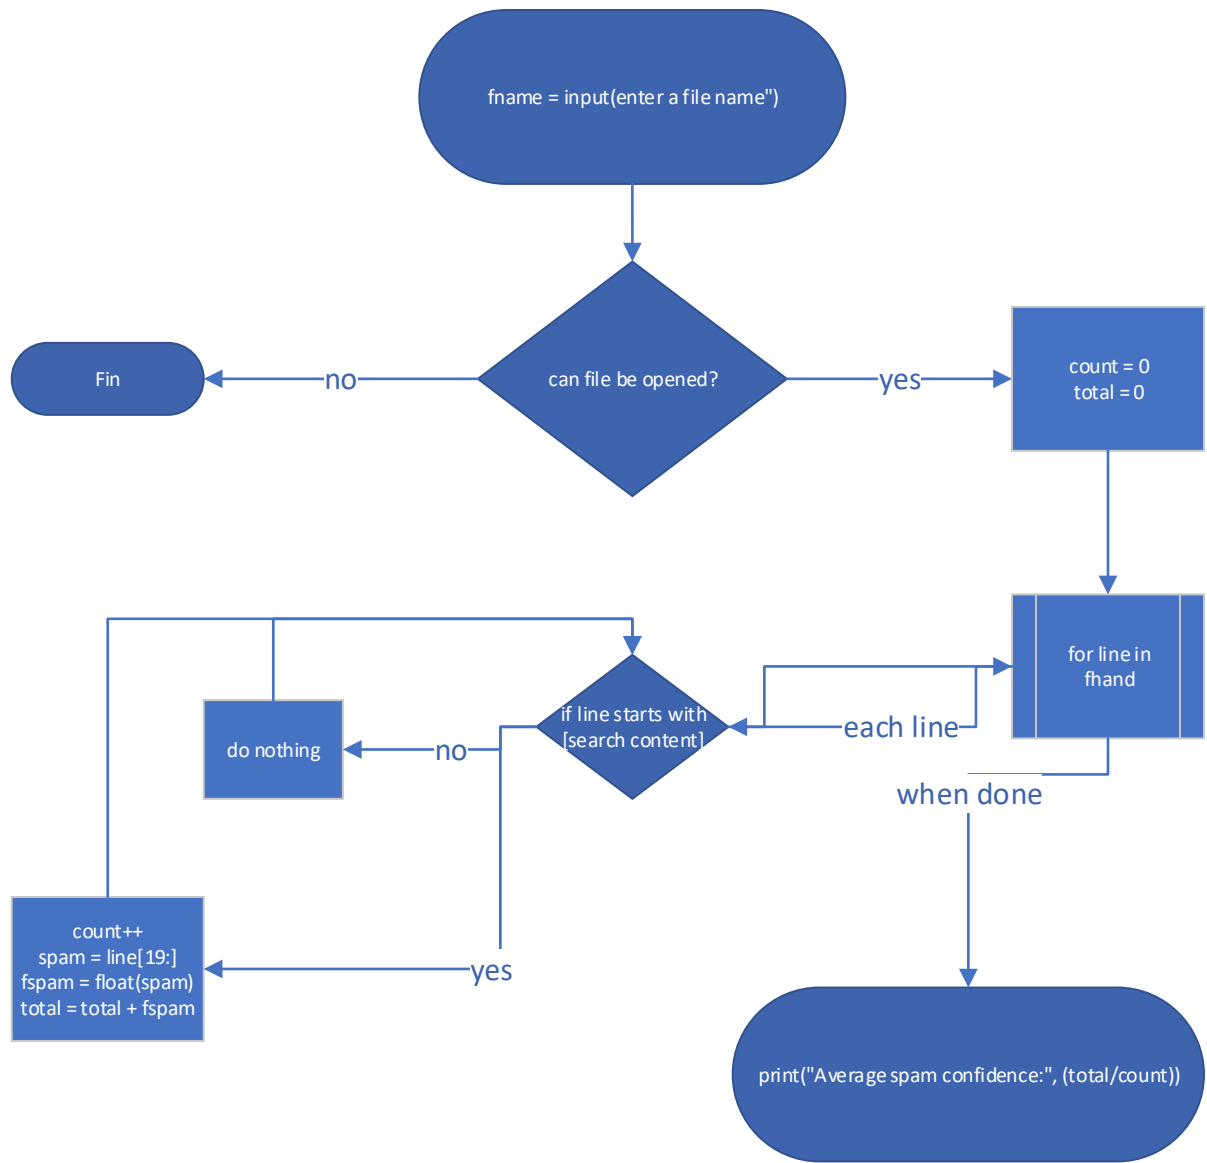 fname = input(enter a file name")
can file be opened?
no
Fin
yes
count = 0
total = 0
for line in
fhand
each line
when done
if line starts with
[search content]
no
do nothing
yes
count++
spam = line[19:]
fspam = float(spam)
total = total + fspam
print("Average spam confidence:", (total/count))